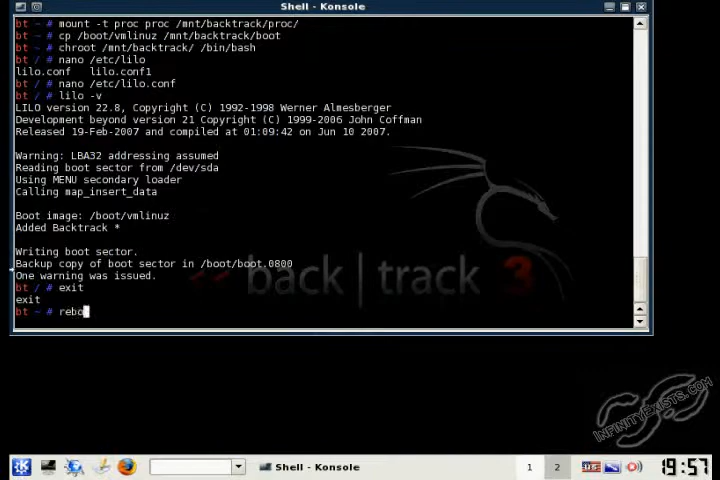 Shell - Konsole
bt ~ # mount -t proc proc /mnt/backtrack/proc/
bt ~ # cp /boot/vmlinuz /mnt/backtrack/boot
bt ~ # chroot /mnt/backtrack/ /bin/bash
bt / # nano /etc/lilo
lilo.conf   lilo.conf1
bt / # nano /etc/lilo.conf
bt / # lilo -v
LILO version 22.8, Copyright (C) 1992-1998 Werner Almesberger
Development beyond version 21 Copyright (C) 1999-2006 John Coffman
Released 19-Feb-2007 and compiled at 01:09:42 on Jun 10 2007.
Warning: LBA32 addressing assumed
Reading boot sector from /dev/sda
Using MENU secondary loader
Calling map_insert_data
Boot image: /boot/vmlinuz
Added Backtrack *
Writing boot sector.
Backup copy of boot sector in /boot/boot.0800
One warning was issued.
bt / # exit
exit
bt ~ # rebo
<< back | track 3
INFINITYEXISTS.COM
Shell - Konsole
1 2
19:57